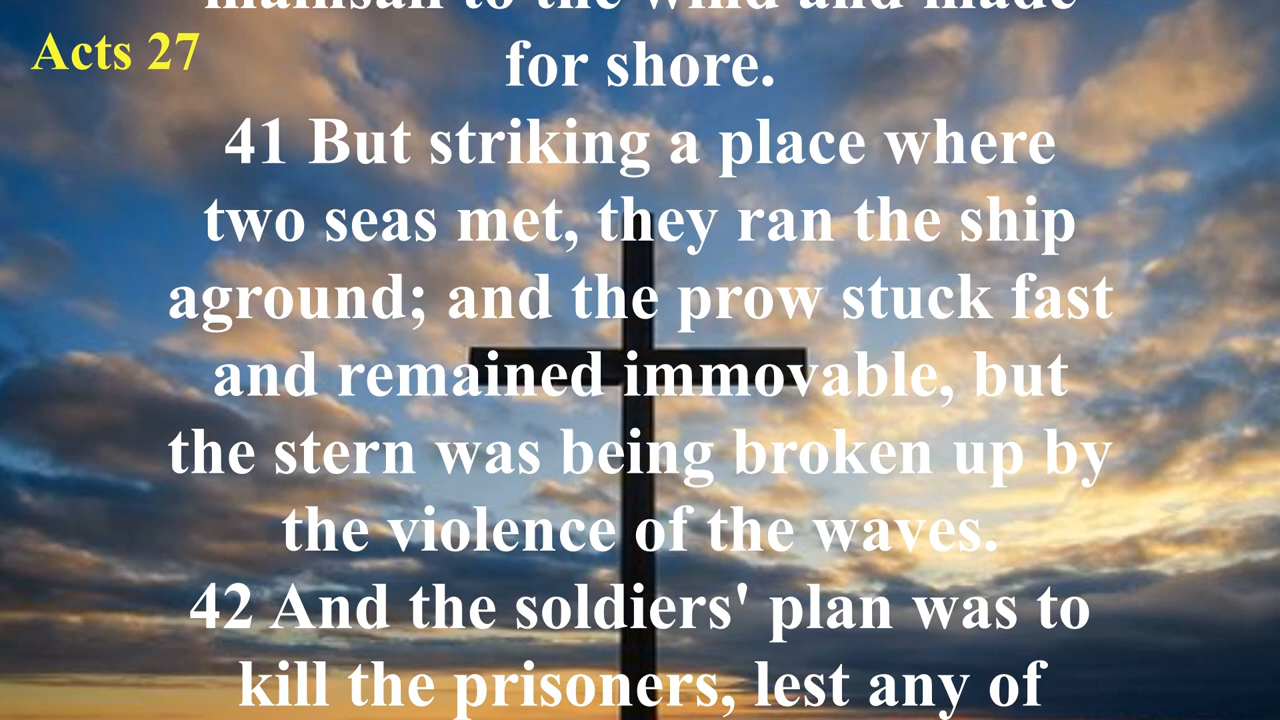 Acts 27
mainsail to the wind and made
for shore.
41 But striking a place where
two seas met, they ran the ship
aground; and the prow stuck fast
and remained immovable, but
the stern was being broken up by
the violence of the waves.
42 And the soldiers' plan was to
kill the prisoners, lest any of